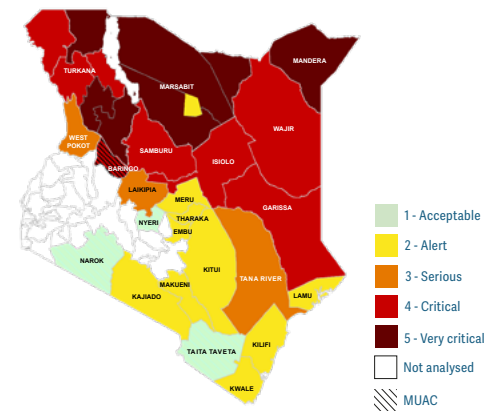 MANDERA
TURKANA
MARSABIT
WAJIR
WEST
POKOT
SAMBURU
ISIOLO
BARINGO
LAIKIPIA
MERU
GARISSA
NYERI
THARAKA
EMBU
NAROK
KITUI
TANA RIVER
MAKUENI
KAJIADO
LAMU
KILIFI
TAITA TAVETA
KWALE
1 - Acceptable
2 - Alert
3 - Serious
4 - Critical
5 - Very critical
Not analysed
MUAC